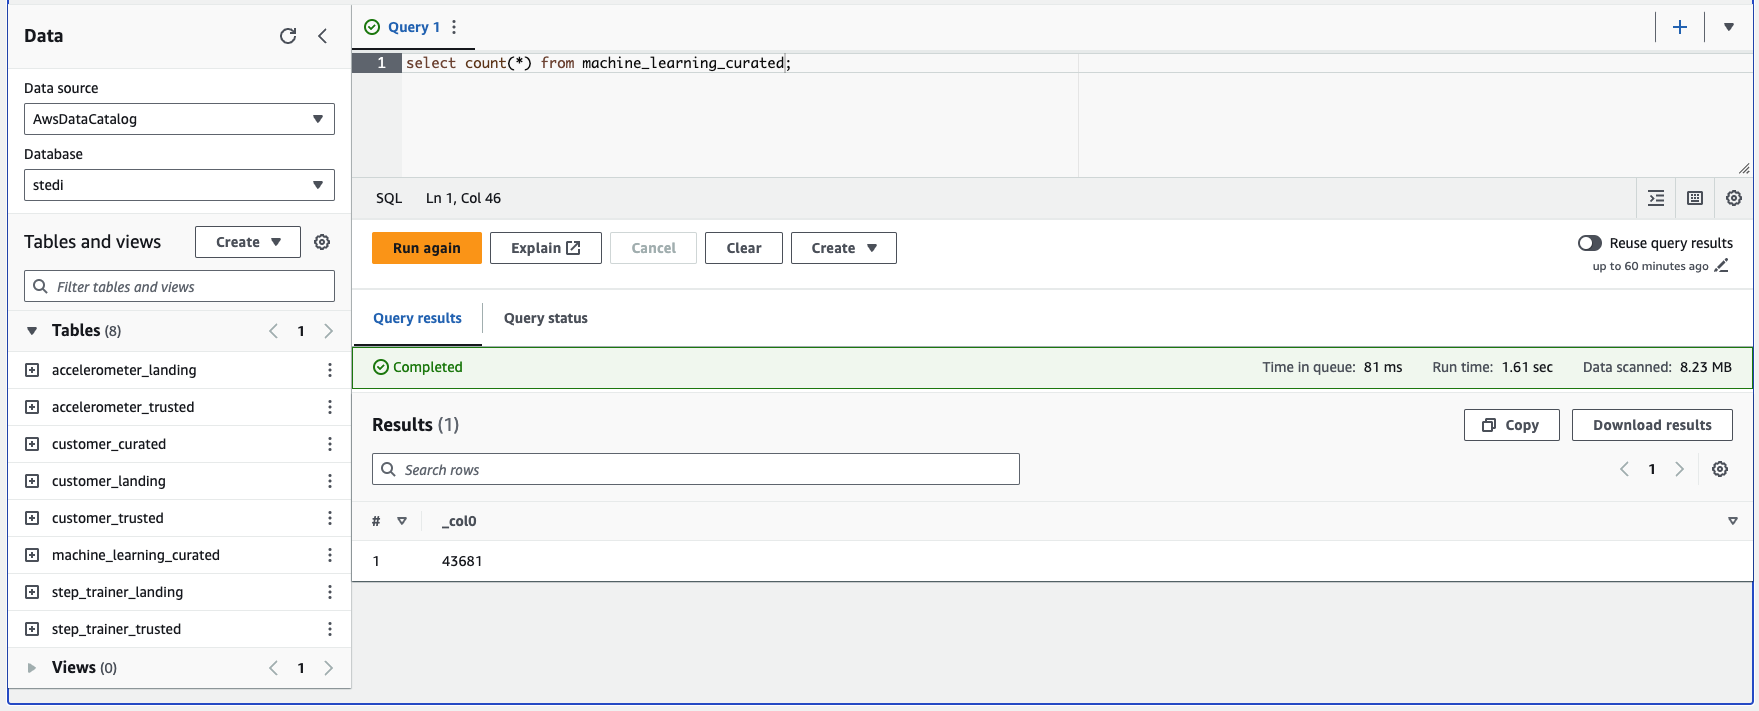 Data
Data source
AwsDataCatalog
Database
stedi
Tables and views
Create
Filter tables and views
Tables (8)
1
accelerometer_landing
accelerometer_trusted
customer_curated
customer_landing
customer_trusted
machine_learning_curated
step_trainer_landing
step_trainer_trusted
Views (0)
1
Query 1
1 select count(*) from machine_learning_curated;
SQL Ln 1, Col 46
Run again Explain Cancel Clear Create
Reuse query results
up to 60 minutes ago
Query results Query status
Completed Time in queue: 81 ms Run time: 1.61 sec Data scanned: 8.23 MB
Results (1) Copy Download results
Search rows 1
# _col0
1 43681